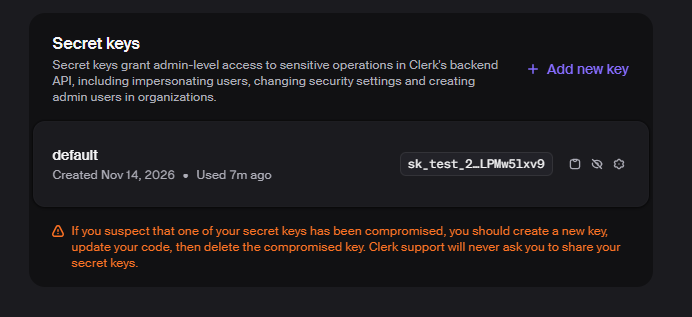 Secret keys
Secret keys grant admin-level access to sensitive operations in Clerk's backend
API, including impersonating users, changing security settings and creating
admin users in organizations.
+ Add new key
default
Created Nov 14, 2026 • Used 7m ago
sk_test_2…LPMw5lxv9
If you suspect that one of your secret keys has been compromised, you should create a new key,
update your code, then delete the compromised key. Clerk support will never ask you to share your
secret keys.